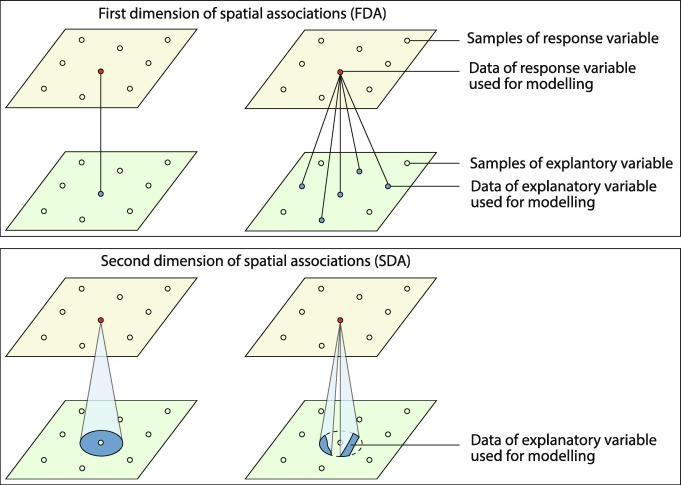 First dimension of spatial associations (FDA)
Samples of response variable
Data of response variable
used for modelling
Samples of explantory variable
Data of explanatory variable
used for modelling
Second dimension of spatial associations (SDA)
Data of explanatory variable
used for modelling